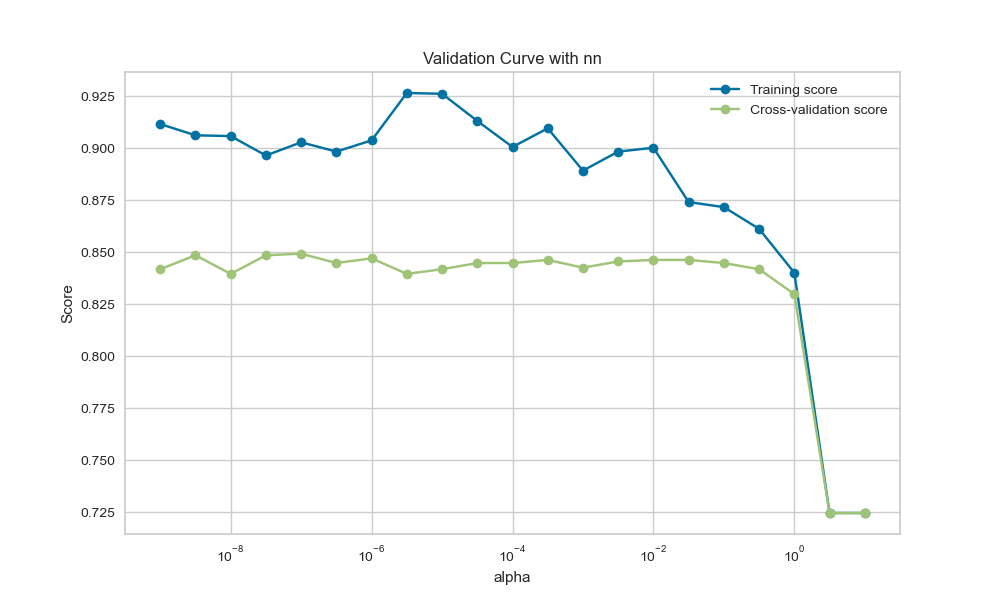 Validation Curve with nn
Training score
Cross-validation score
0.925
0.900
0.875
0.850
0.825
0.800
0.775
0.750
0.725
Score
10⁻⁸
10⁻⁶
10⁻⁴
10⁻²
10⁰
alpha